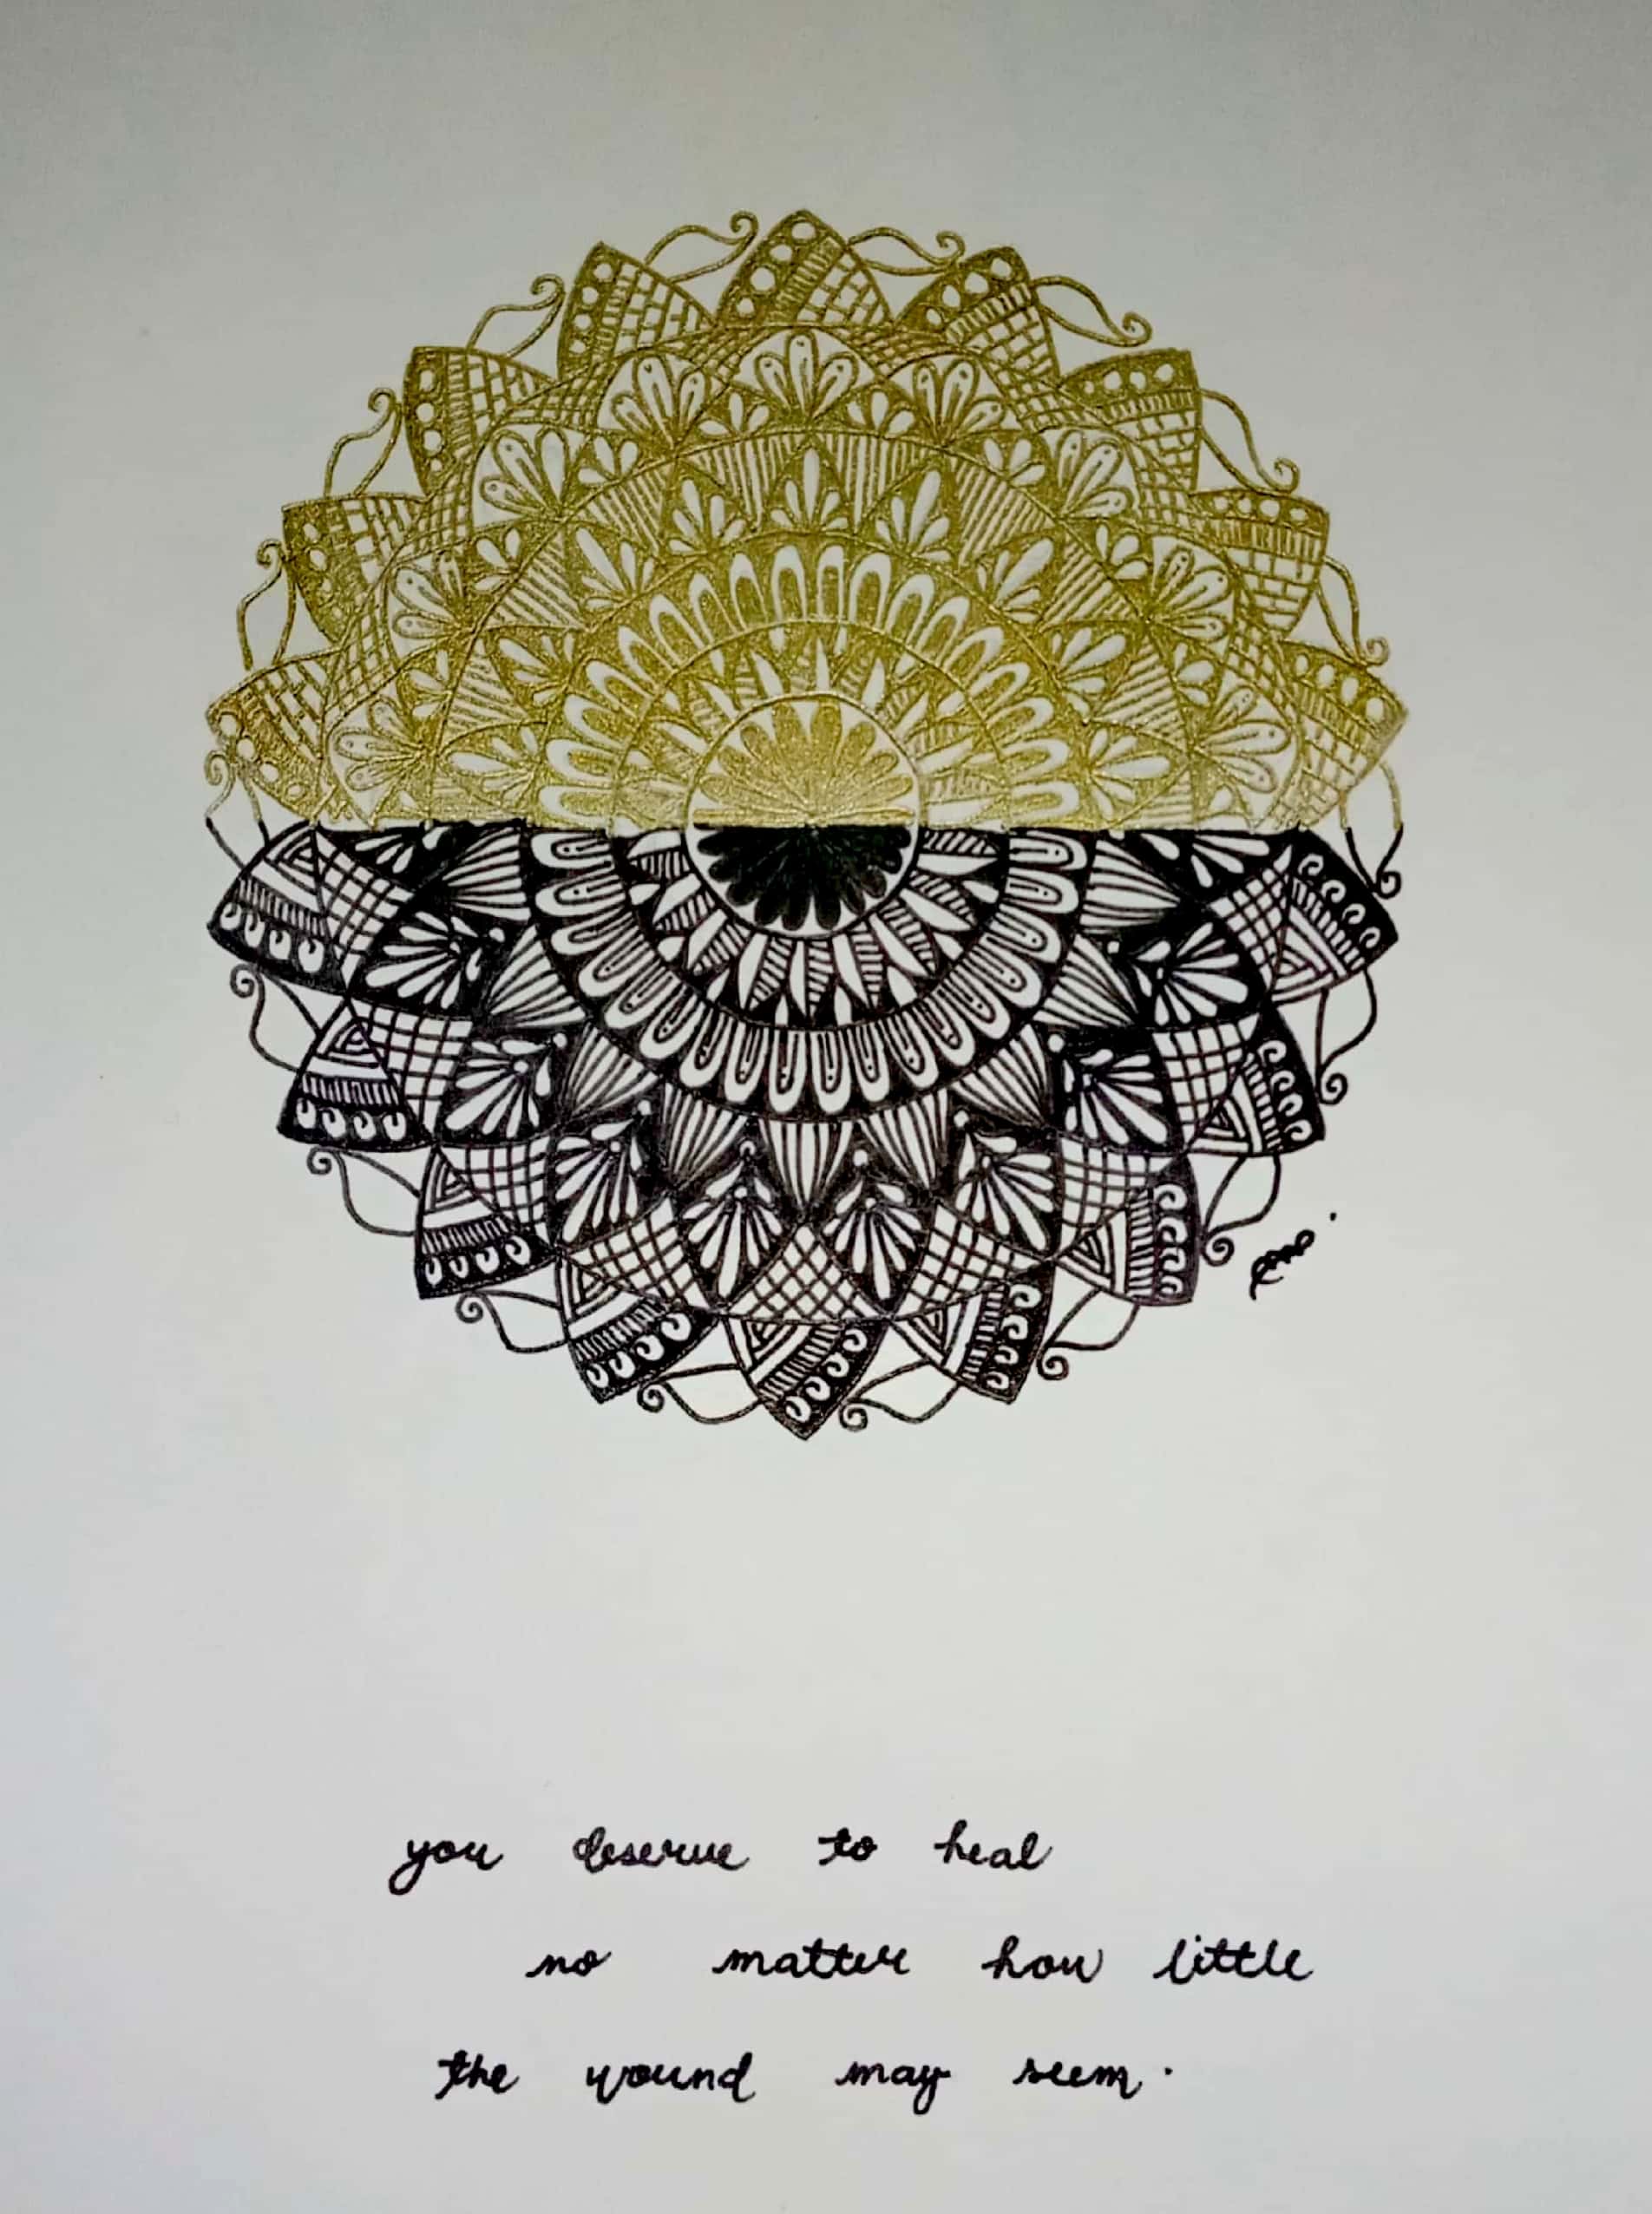 you deserve to heal
no matter how little
the wound may seem.